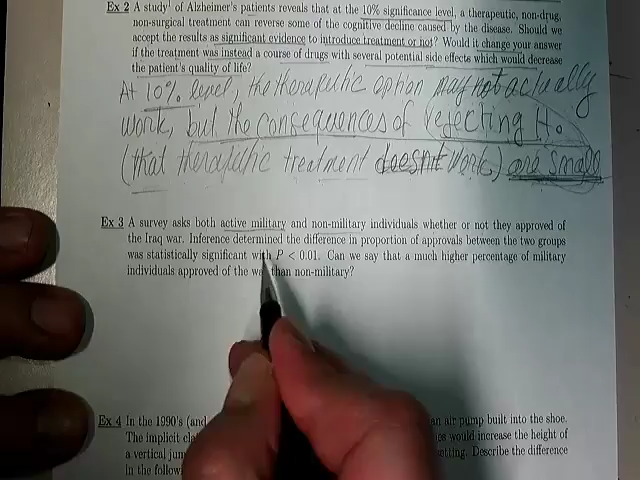 Ex 2 A study¹ of Alzheimer's patients reveals that at the 10% significance level, a therapeutic, non-drug,
non-surgical treatment can reverse some of the cognitive decline caused by the disease. Should we
accept the results as significant evidence to introduce treatment or not? Would it change your answer
if the treatment was instead a course of drugs with several potential side effects which would decrease
the patient's quality of life?
At 10% level, the therapeutic option may not actually
work, but the consequences of rejecting H₀
(that therapeutic treatment doesn't work) are small
Ex 3 A survey asks both active military and non-military individuals whether or not they approved of
the Iraq war. Inference determined the difference in proportion of approvals between the two groups
was statistically significant with P < 0.01. Can we say that a much higher percentage of military
individuals approved of the than non-military?
Ex 4 In the 1990's (and an air pump built into the shoe.
The implicit would increase the height of
a vertical Describe the difference
in the